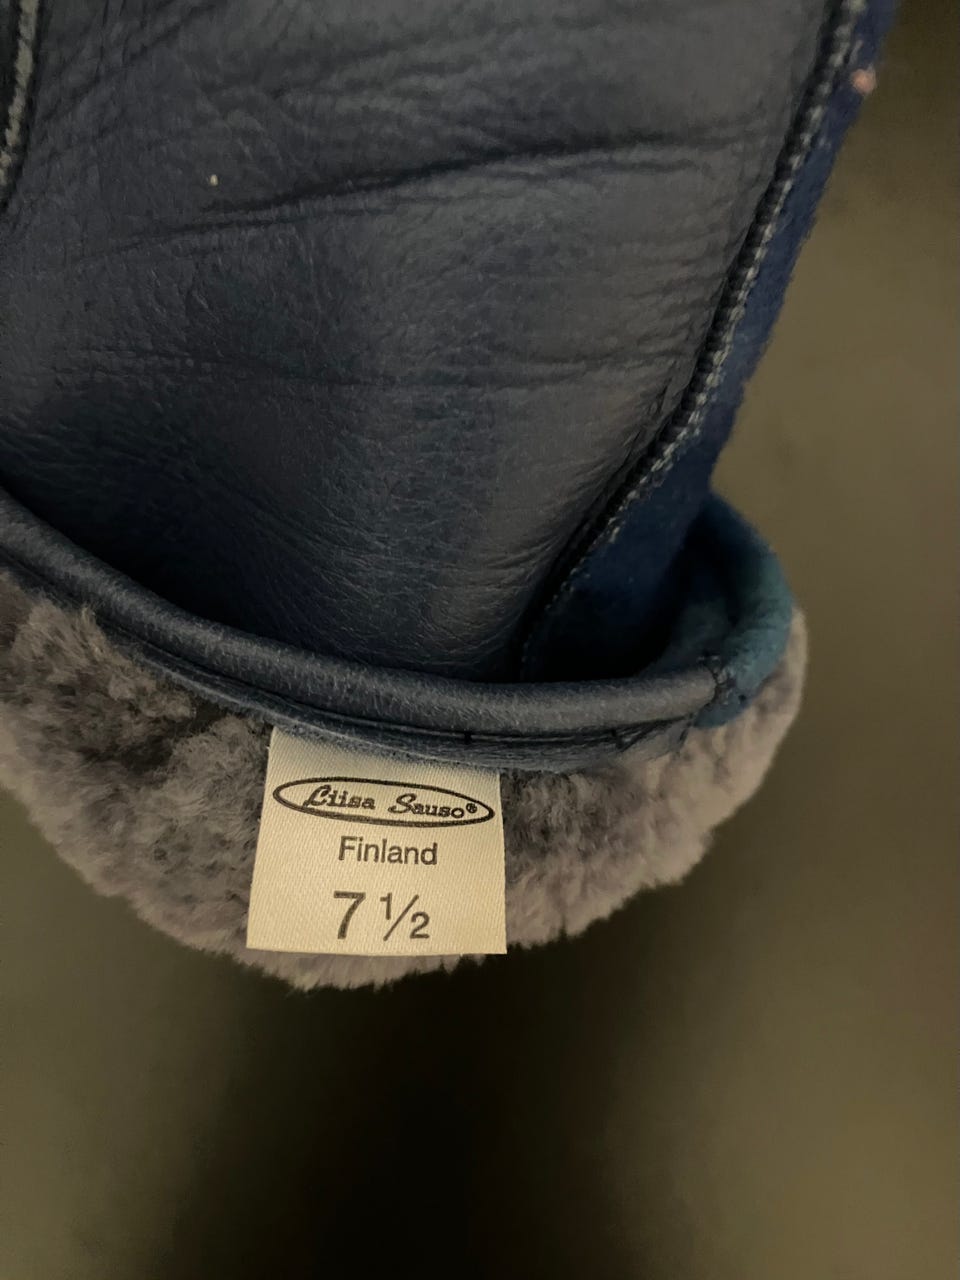 Liisa Sauso®
Finland
7 ½